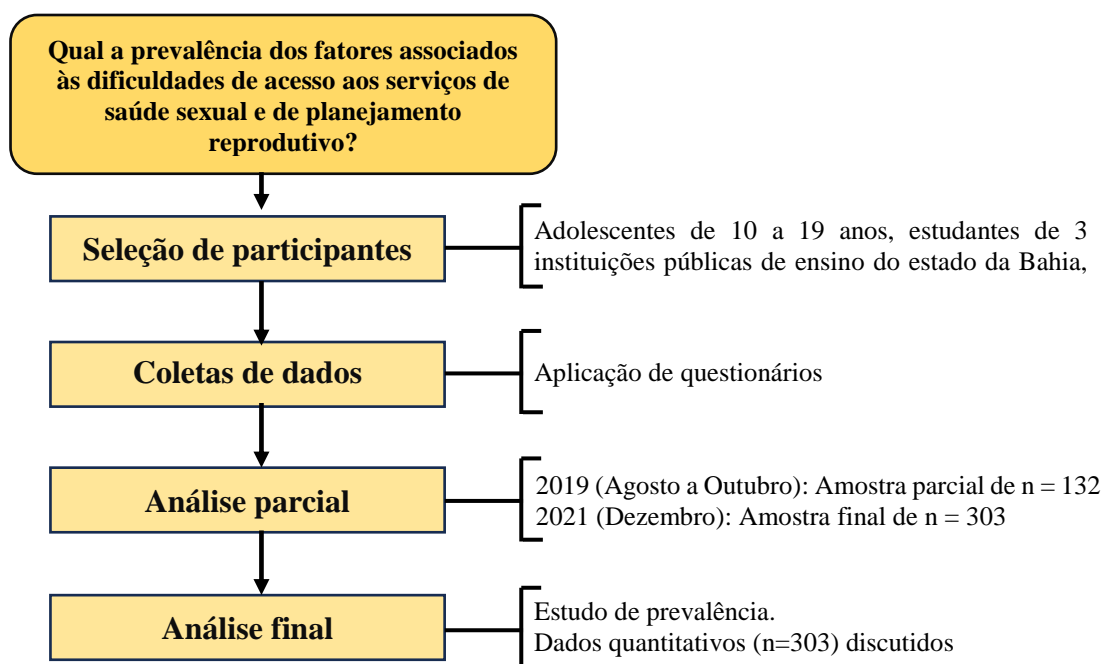 Qual a prevalência dos fatores associados
às dificuldades de acesso aos serviços de
saúde sexual e de planejamento
reprodutivo?
Seleção de participantes
Adolescentes de 10 a 19 anos, estudantes de 3
instituições públicas de ensino do estado da Bahia,
Coletas de dados
Aplicação de questionários
Análise parcial
2019 (Agosto a Outubro): Amostra parcial de n = 132
2021 (Dezembro): Amostra final de n = 303
Análise final
Estudo de prevalência.
Dados quantitativos (n=303) discutidos